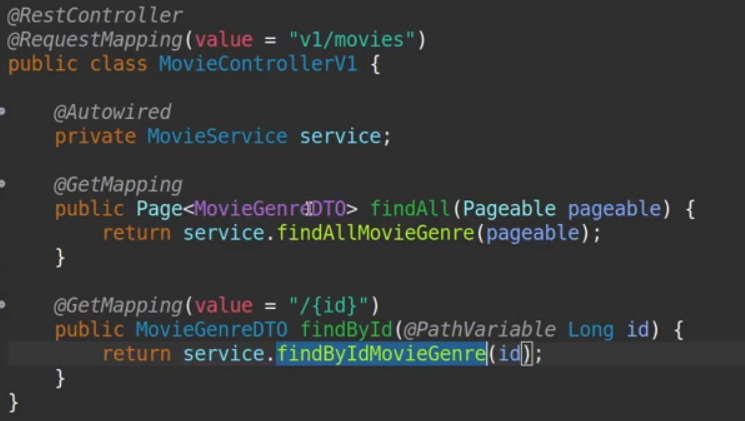 @RestController
@RequestMapping(value = "v1/movies")
public class MovieControllerV1 {
@Autowired
private MovieService service;
@GetMapping
public Page<MovieGenreDTO> findAll(Pageable pageable) {
return service.findAllMovieGenre(pageable);
}
@GetMapping(value = "/{id}")
public MovieGenreDTO findById(@PathVariable Long id) {
return service.findByIdMovieGenre(id);
}
}